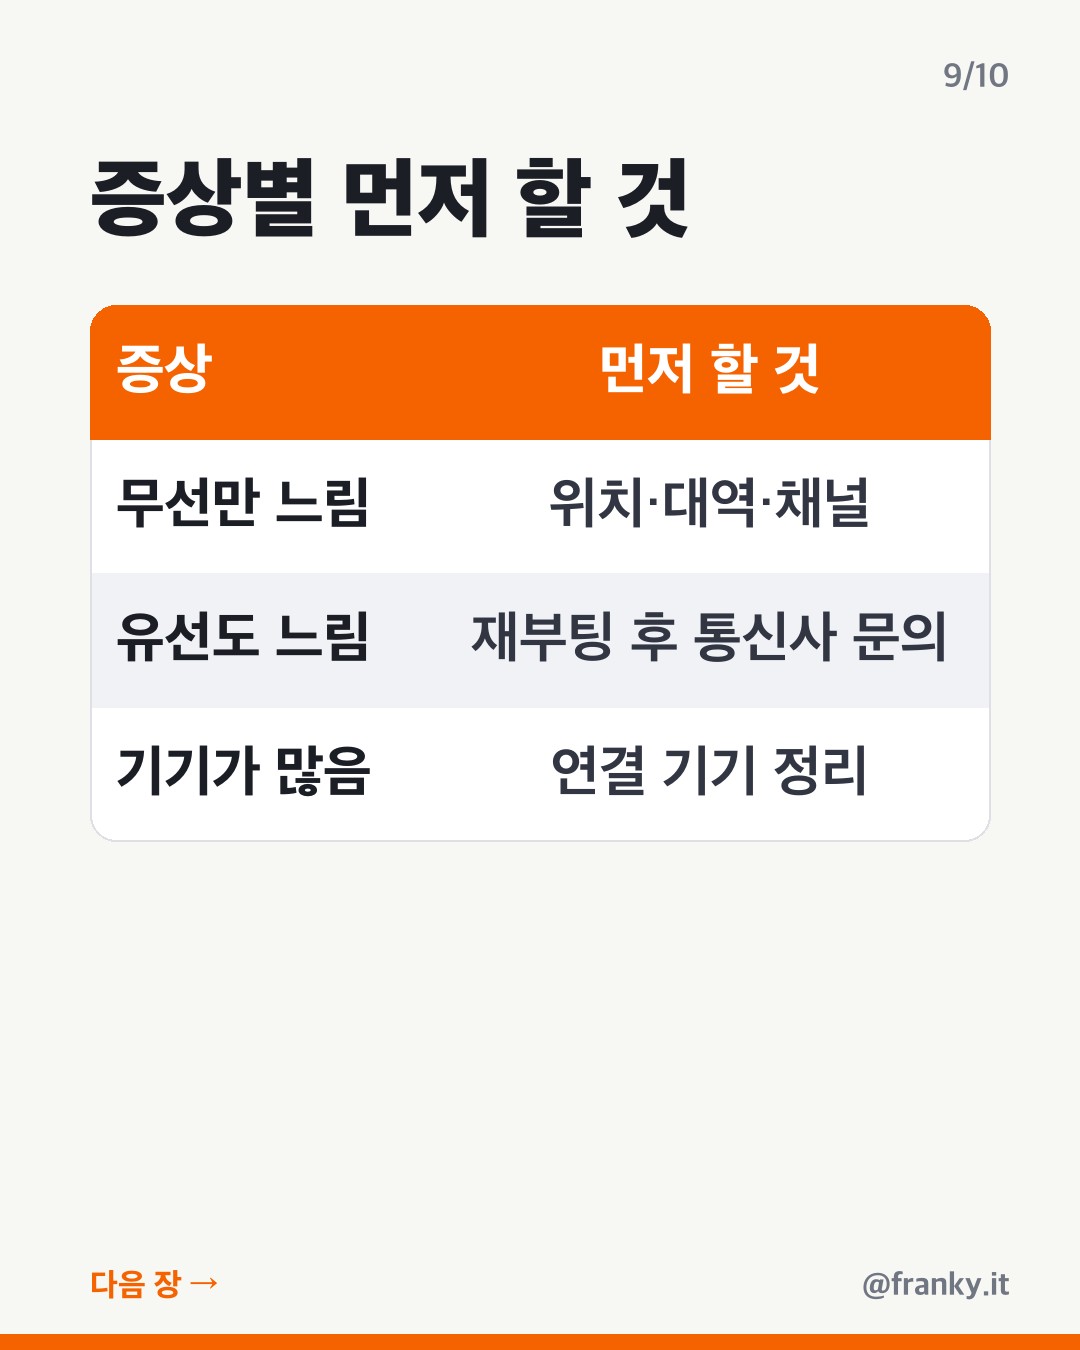 9/10
증상별 먼저 할 것
증상 먼저 할 것
무선만 느림 위치·대역·채널
유선도 느림 재부팅 후 통신사 문의
기기가 많음 연결 기기 정리
다음 장 → @franky.it